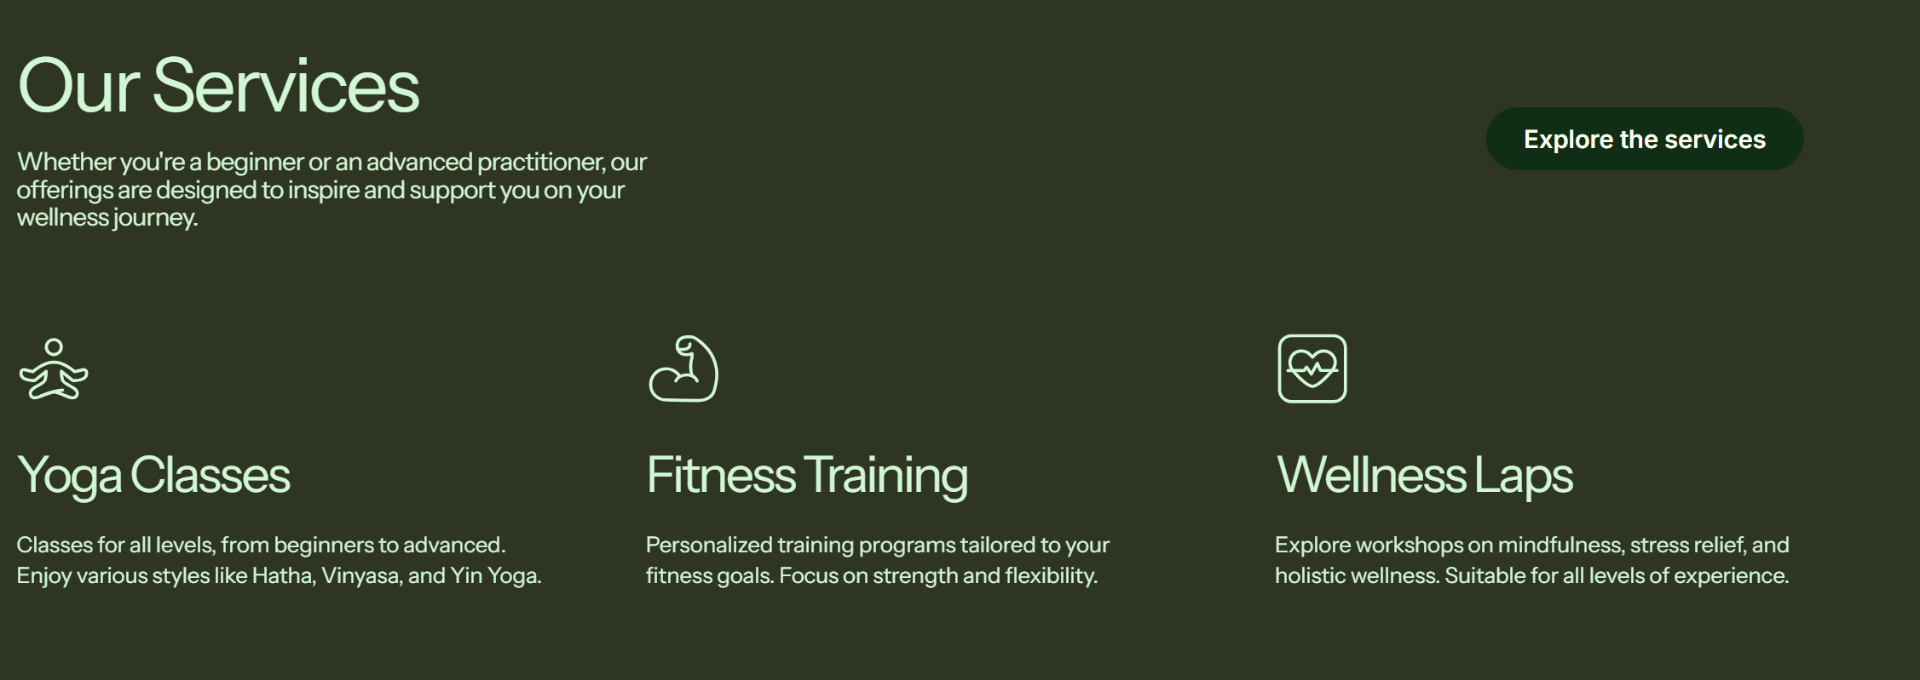 Our Services
Whether you're a beginner or an advanced practitioner, our
offerings are designed to inspire and support you on your
wellness journey.
Explore the services
Yoga Classes
Classes for all levels, from beginners to advanced.
Enjoy various styles like Hatha, Vinyasa, and Yin Yoga.
Fitness Training
Personalized training programs tailored to your
fitness goals. Focus on strength and flexibility.
Wellness Laps
Explore workshops on mindfulness, stress relief, and
holistic wellness. Suitable for all levels of experience.